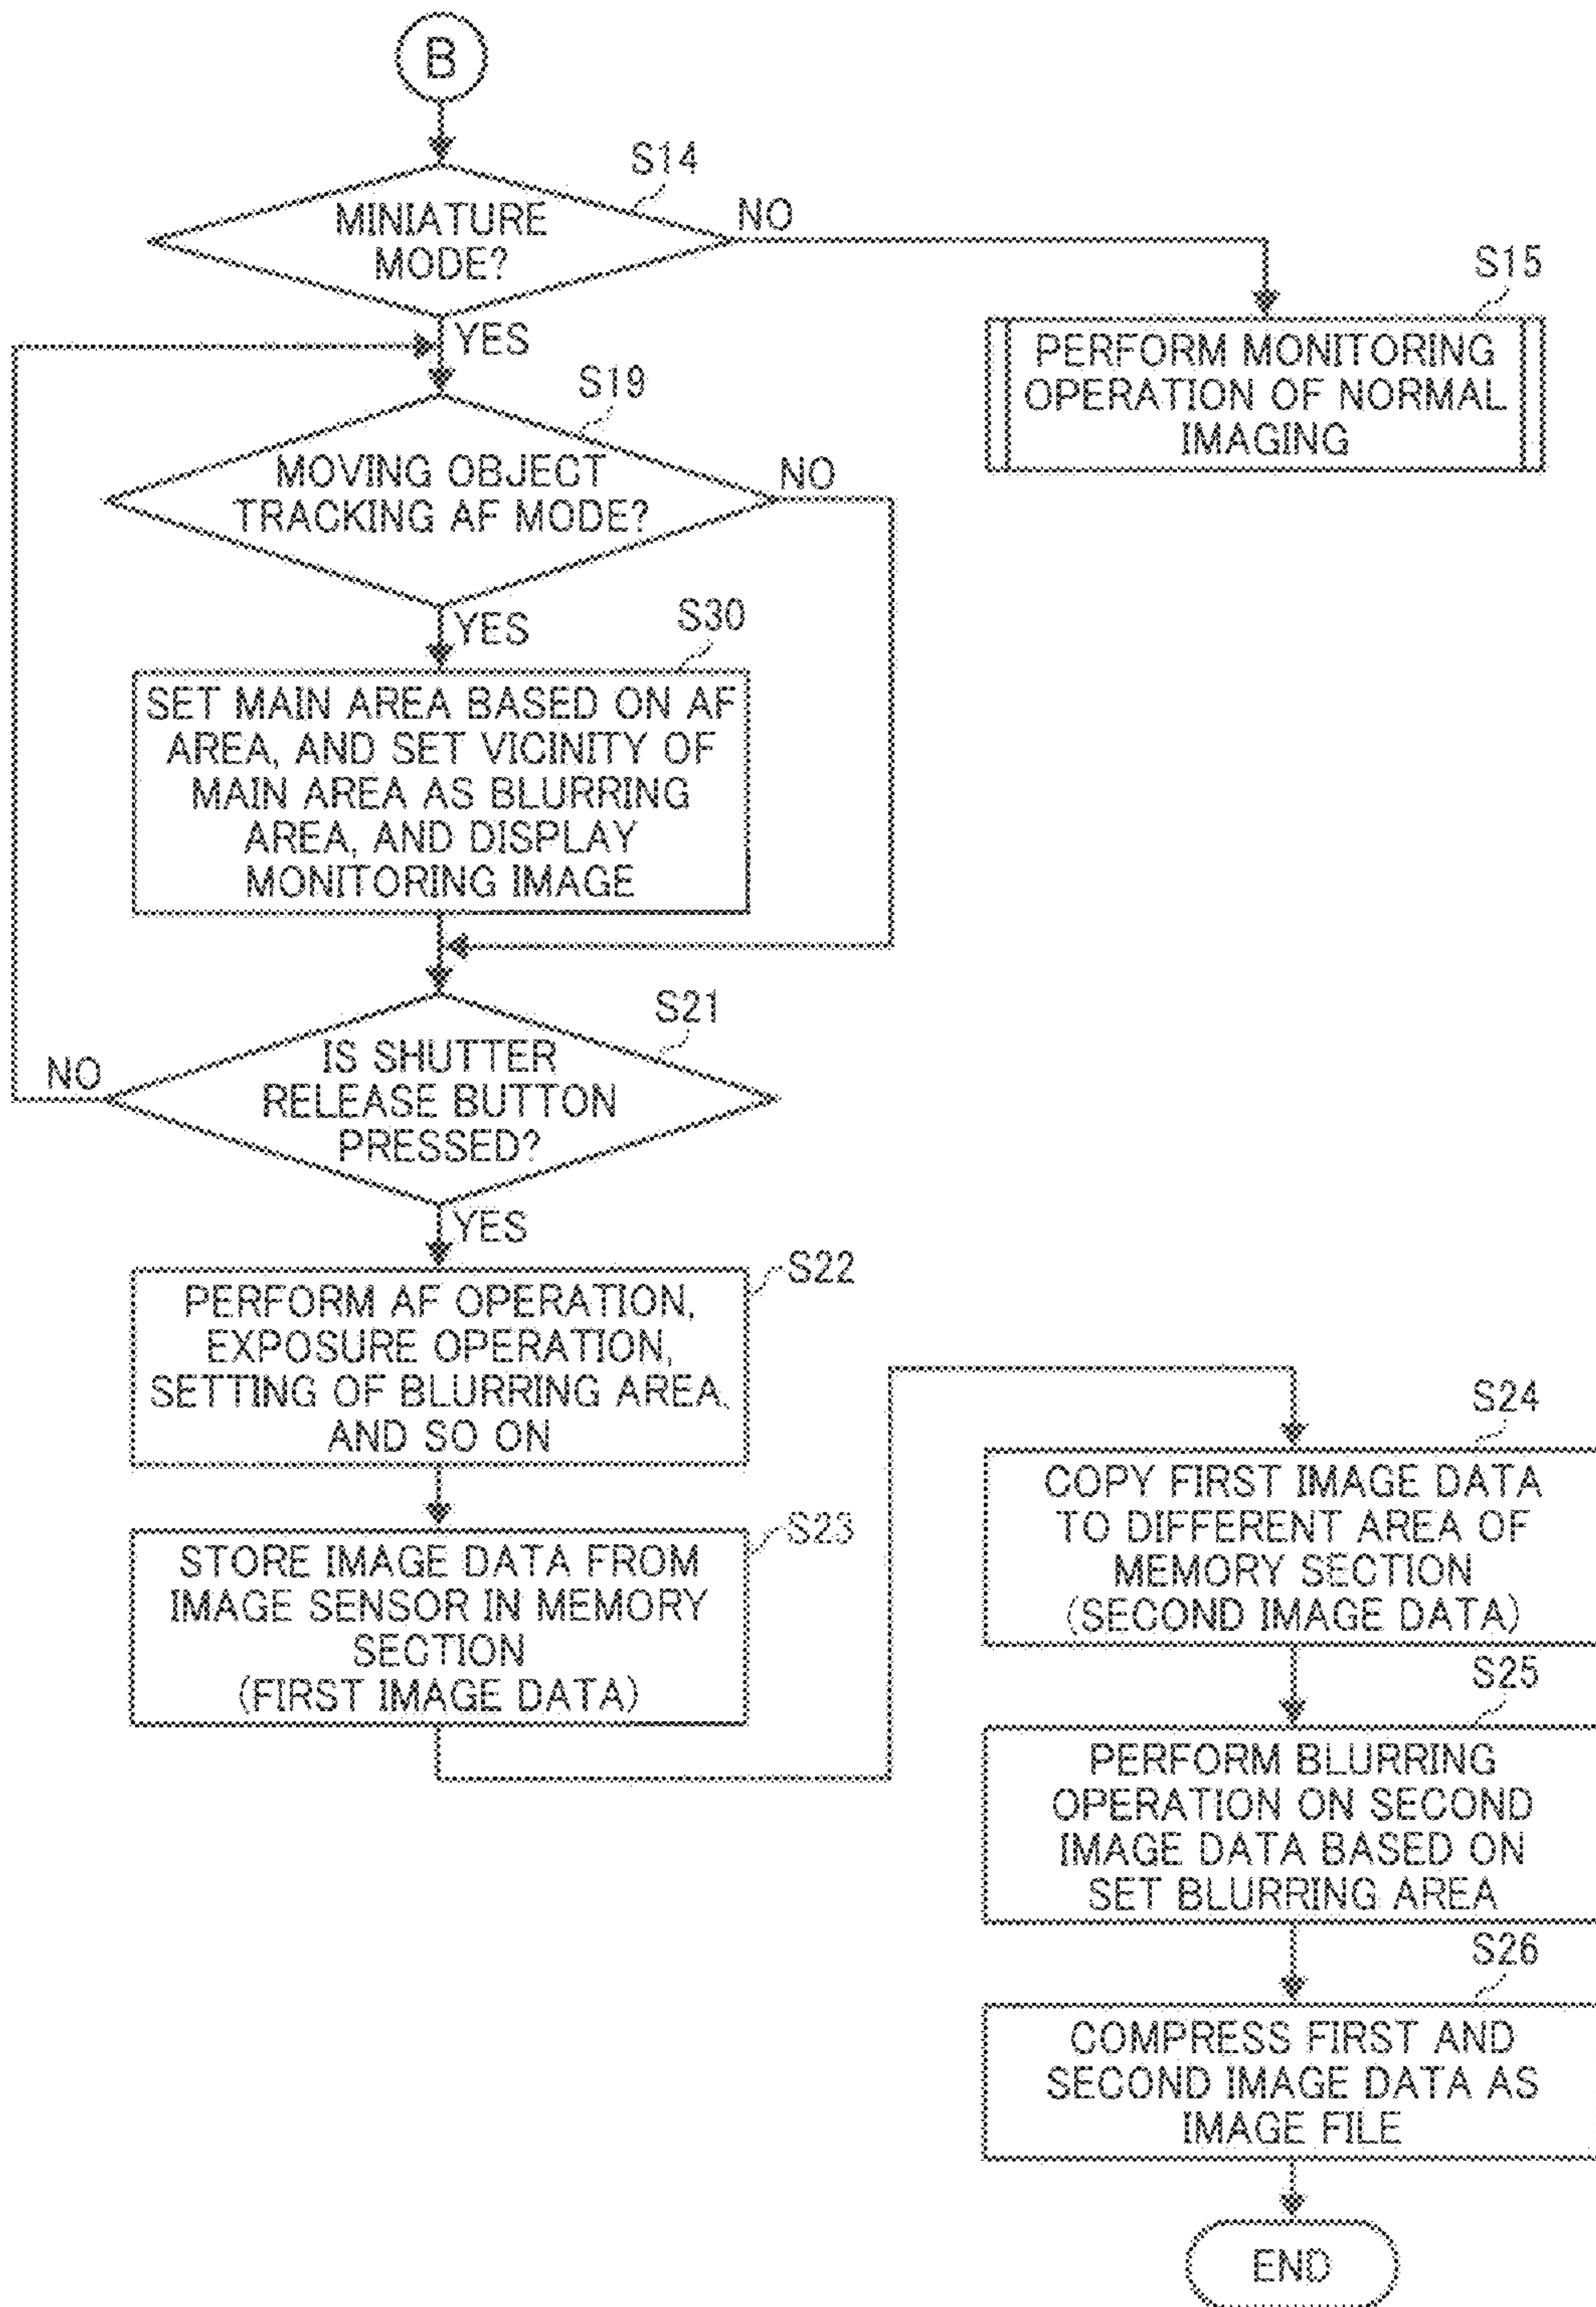 B
S14
MINIATURE
MODE?
NO
YES
S15
PERFORM MONITORING
OPERATION OF NORMAL
IMAGING
S19
MOVING OBJECT
TRACKING AF MODE?
NO
YES
S30
SET MAIN AREA BASED ON AF
AREA, AND SET VICINITY OF
MAIN AREA AS BLURRING
AREA, AND DISPLAY
MONITORING IMAGE
S21
IS SHUTTER
RELEASE BUTTON
PRESSED?
NO
YES
S22
PERFORM AF OPERATION,
EXPOSURE OPERATION,
SETTING OF BLURRING AREA,
AND SO ON
S23
STORE IMAGE DATA FROM
IMAGE SENSOR IN MEMORY
SECTION
(FIRST IMAGE DATA)
S24
COPY FIRST IMAGE DATA
TO DIFFERENT AREA OF
MEMORY SECTION
(SECOND IMAGE DATA)
S25
PERFORM BLURRING
OPERATION ON SECOND
IMAGE DATA BASED ON
SET BLURRING AREA
S26
COMPRESS FIRST AND
SECOND IMAGE DATA AS
IMAGE FILE
END